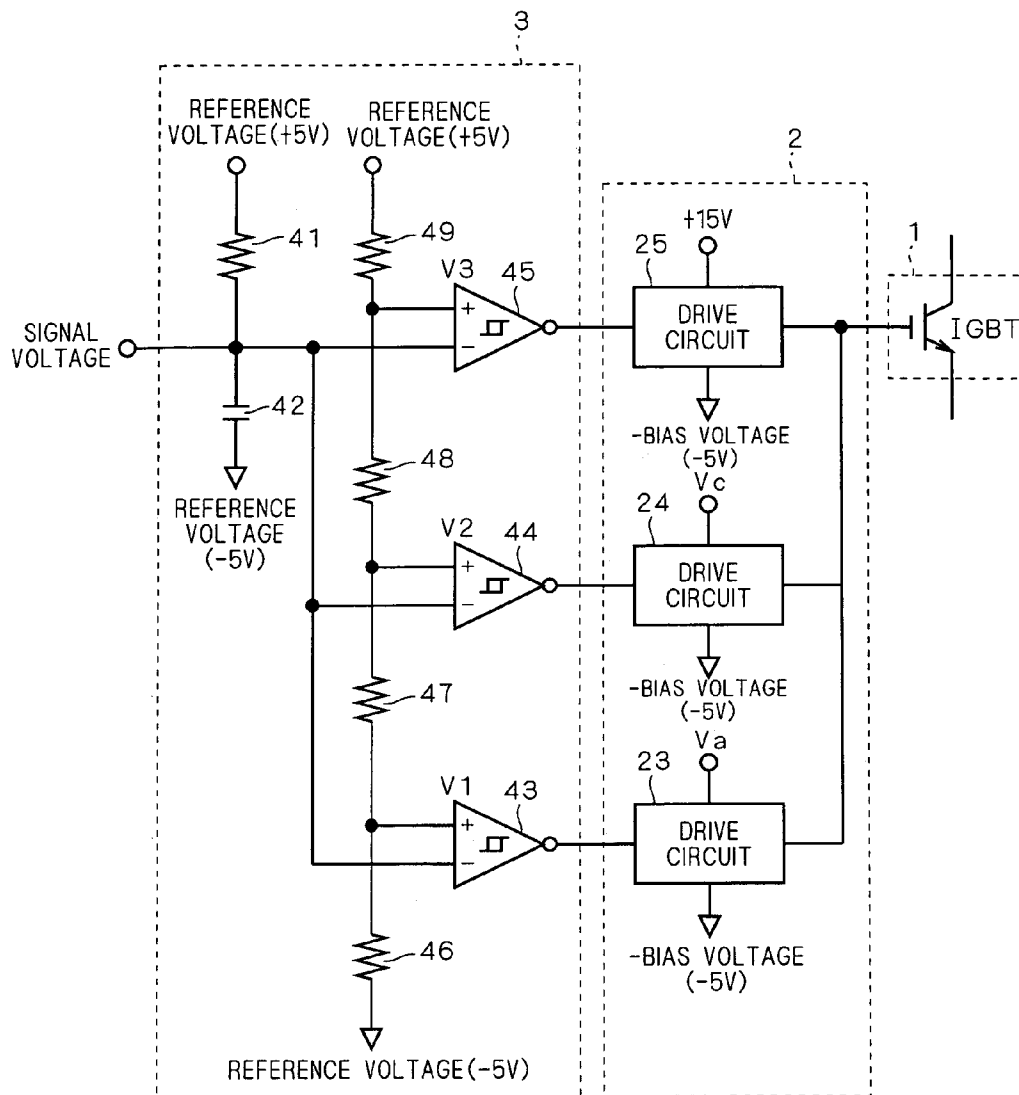 3
REFERENCE
VOLTAGE(+5V)
REFERENCE
VOLTAGE(+5V)
2
+15V
1
41
49
V3
45
25
DRIVE
CIRCUIT
IGBT
SIGNAL
VOLTAGE
+
−
42
-BIAS VOLTAGE
(-5V)
48
REFERENCE
VOLTAGE
(-5V)
Vc
V2
44
24
+
−
DRIVE
CIRCUIT
47
-BIAS VOLTAGE
(-5V)
Va
V1
43
23
+
−
DRIVE
CIRCUIT
46
-BIAS VOLTAGE
(-5V)
REFERENCE VOLTAGE(-5V)